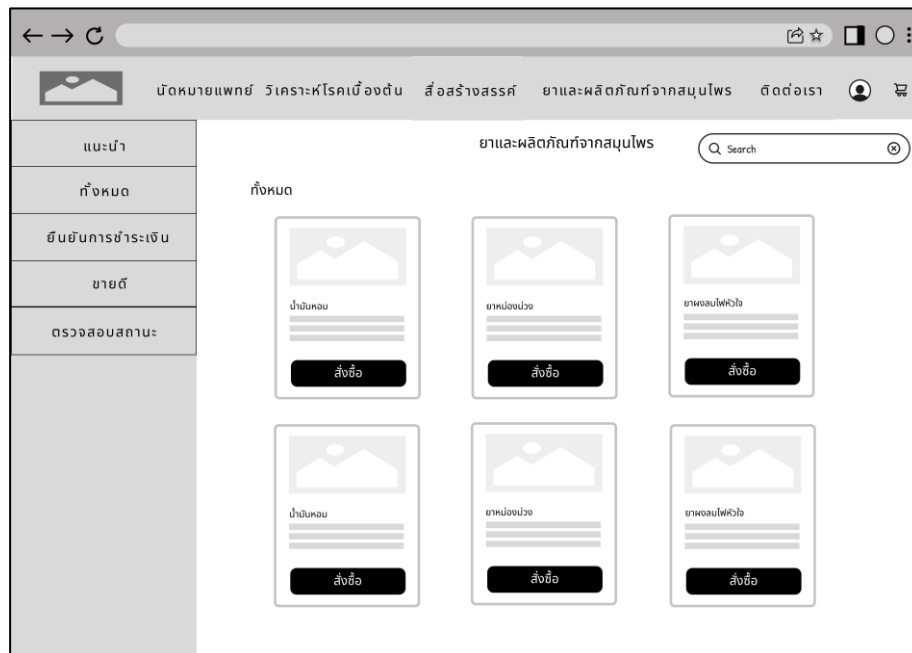 นัดหมายแพทย์ วิเคราะห์โรคเบื้องต้น สื่อสร้างสรรค์ ยาและผลิตภัณฑ์จากสมุนไพร ติดต่อเรา
แนะนำ
ทั้งหมด
ยืนยันการชำระเงิน
ขายดี
ตรวจสอบสถานะ
ยาและผลิตภัณฑ์จากสมุนไพร
Search
ทั้งหมด
น้ำมันหอม
สั่งซื้อ
ยาหม่องม่วง
สั่งซื้อ
ยาผงลมไฟหัวใจ
สั่งซื้อ
น้ำมันหอม
สั่งซื้อ
ยาหม่องม่วง
สั่งซื้อ
ยาผงลมไฟหัวใจ
สั่งซื้อ